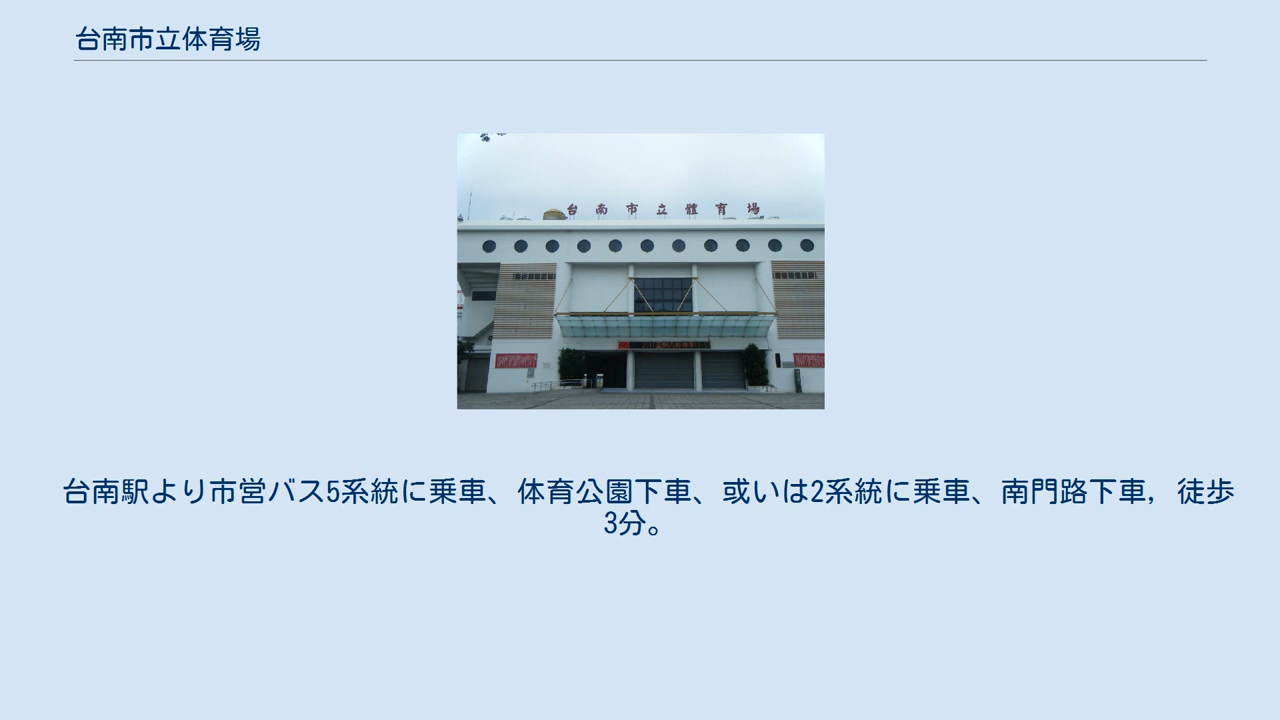 台南市立体育場
台南市立體育場
台南駅より市営バス5系統に乗車、体育公園下車、或いは2系統に乗車、南門路下車，徒歩
3分。